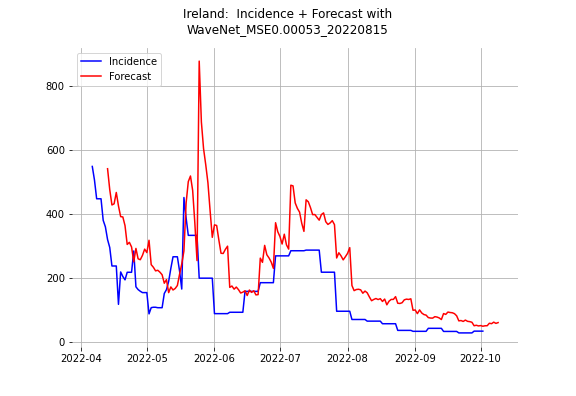 Ireland:  Incidence + Forecast with
WaveNet_MSE0.00053_20220815
Incidence
Forecast
800
600
400
200
0
2022-04 2022-05 2022-06 2022-07 2022-08 2022-09 2022-10